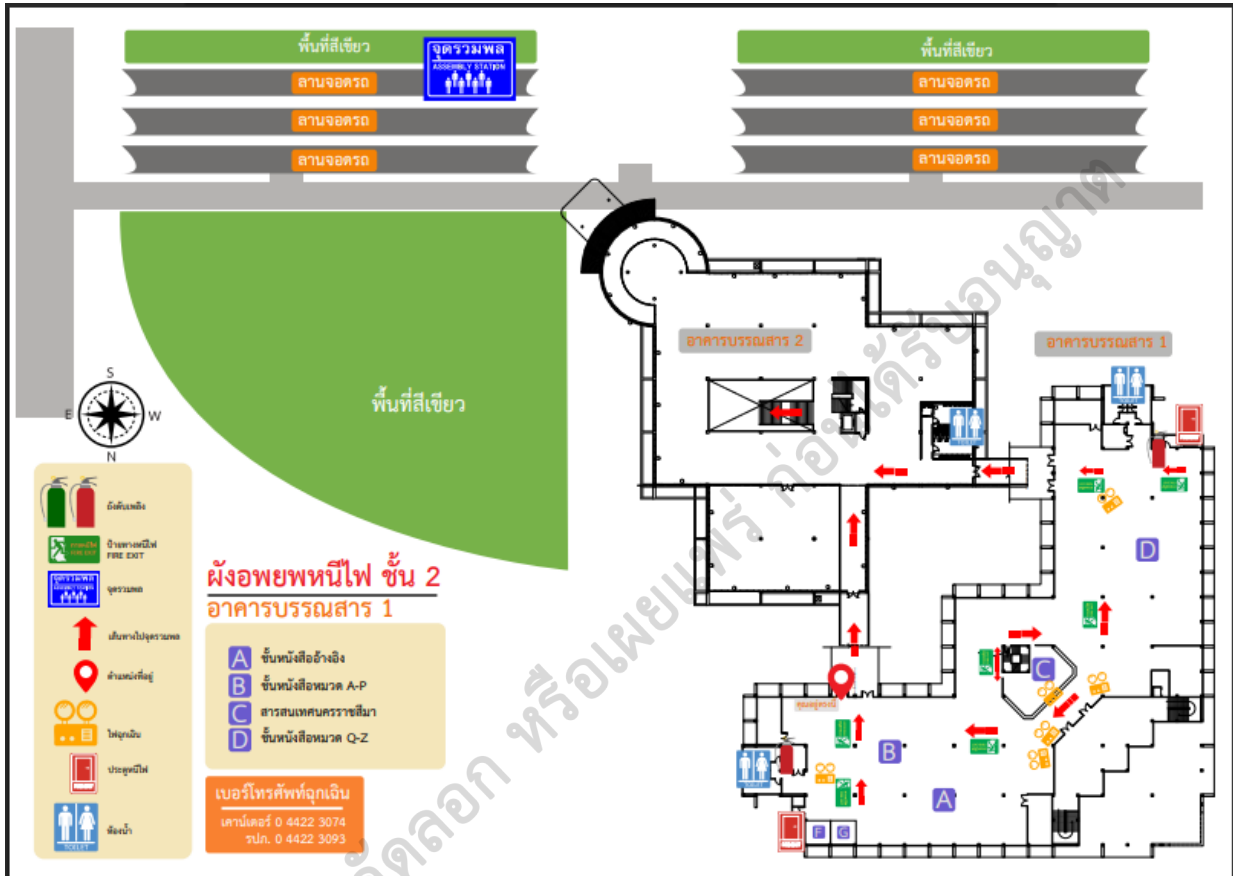 พื้นที่สีเขียว
จุดรวมพล
ASSEMBLY STATION
ลานจอดรถ
ลานจอดรถ
ลานจอดรถ
พื้นที่สีเขียว
ลานจอดรถ
ลานจอดรถ
ลานจอดรถ
พื้นที่สีเขียว
อาคารบรรณสาร 2
อาคารบรรณสาร 1
S
E
W
N
ถังดับเพลิง
ป้ายทางหนีไฟ
FIRE EXIT
จุดรวมพล
จุดรวมพล
เส้นทางไปจุดรวมพล
ตำแหน่งที่อยู่
ไฟฉุกเฉิน
ประตูหนีไฟ
TOILET
ห้องน้ำ
ผังอพยพหนีไฟ ชั้น 2
อาคารบรรณสาร 1
A ชั้นหนังสืออ้างอิง
B ชั้นหนังสือหมวด A-P
C สารสนเทศนครราชสีมา
D ชั้นหนังสือหมวด Q-Z
เบอร์โทรศัพท์ฉุกเฉิน
เคาน์เตอร์ 0 4422 3074
รปภ. 0 4422 3093
คุณอยู่ตรงนี้
D
C
B
A
F
G
คัดลอก หรือเผยแพร่ ก่อนได้รับอนุญาต